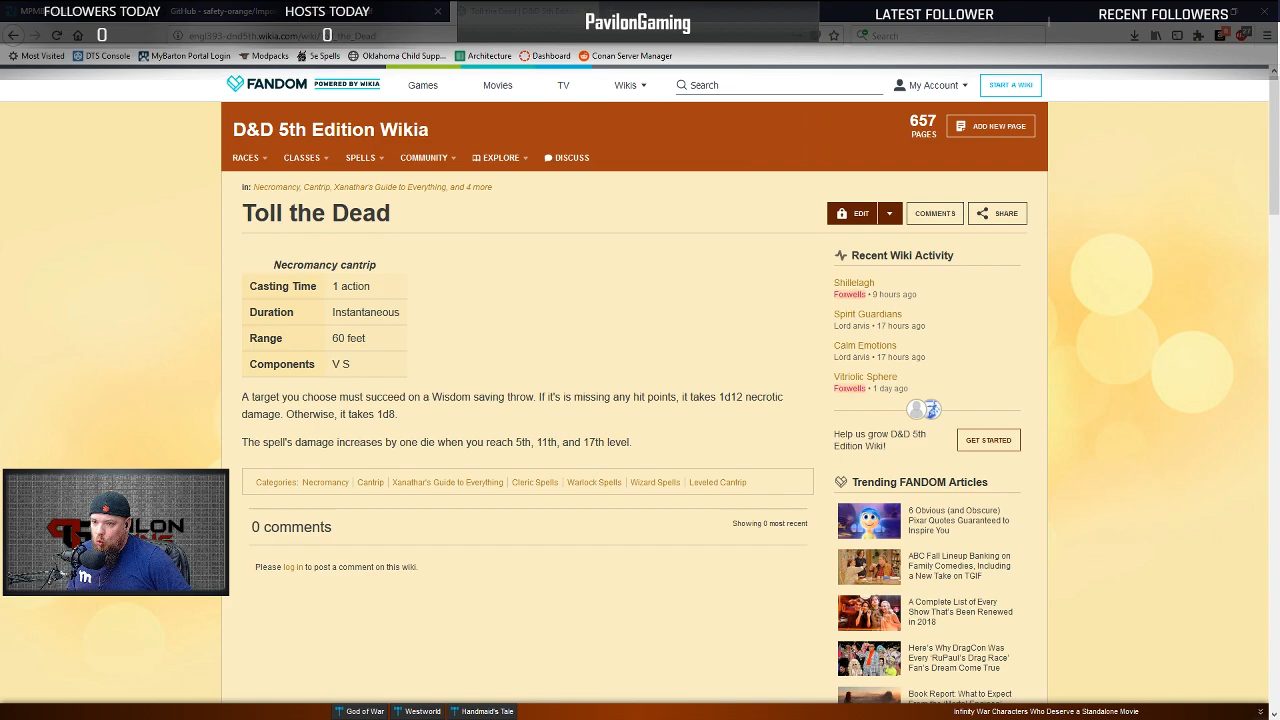 FOLLOWERS TODAY
HOSTS TODAY
PavilonGaming
LATEST FOLLOWER
RECENT FOLLOWERS
0
0
Search
Most Visited
DTS Console
MyBarton Portal Login
Modpacks
5e Spells
Oklahoma Child Supp...
Architecture
Dashboard
Conan Server Manager
FANDOM
POWERED BY WIKIA
Games
Movies
TV
Wikis
Search
My Account
START A WIKI
D&D 5th Edition Wikia
657
PAGES
ADD NEW PAGE
RACES
CLASSES
SPELLS
COMMUNITY
EXPLORE
DISCUSS
in: Necromancy, Cantrip, Xanathar's Guide to Everything, and 4 more
Toll the Dead
EDIT
COMMENTS
SHARE
Necromancy cantrip
Casting Time 1 action
Duration Instantaneous
Range 60 feet
Components V S
A target you choose must succeed on a Wisdom saving throw. If it's is missing any hit points, it takes 1d12 necrotic
damage. Otherwise, it takes 1d8.
The spell's damage increases by one die when you reach 5th, 11th, and 17th level.
Categories: Necromancy Cantrip Xanathar's Guide to Everything Cleric Spells Warlock Spells Wizard Spells Leveled Cantrip
0 comments
Showing 0 most recent
Please log in to post a comment on this wiki.
Recent Wiki Activity
Shillelagh
Foxwells • 9 hours ago
Spirit Guardians
Lord arvis • 17 hours ago
Calm Emotions
Lord arvis • 17 hours ago
Vitriolic Sphere
Foxwells • 1 day ago
Help us grow D&D 5th
Edition Wiki!
GET STARTED
Trending FANDOM Articles
6 Obvious (and Obscure)
Pixar Quotes Guaranteed to
Inspire You
ABC Fall Lineup Banking on
Family Comedies, Including
a New Take on TGIF
A Complete List of Every
Show That's Been Renewed
in 2018
Here's Why DragCon Was
Every 'RuPaul's Drag Race'
Fan's Dream Come True
Book Report: What to Expect
God of War
Westworld
Handmaid's Tale
Infinity War Characters Who Deserve a Standalone Movie